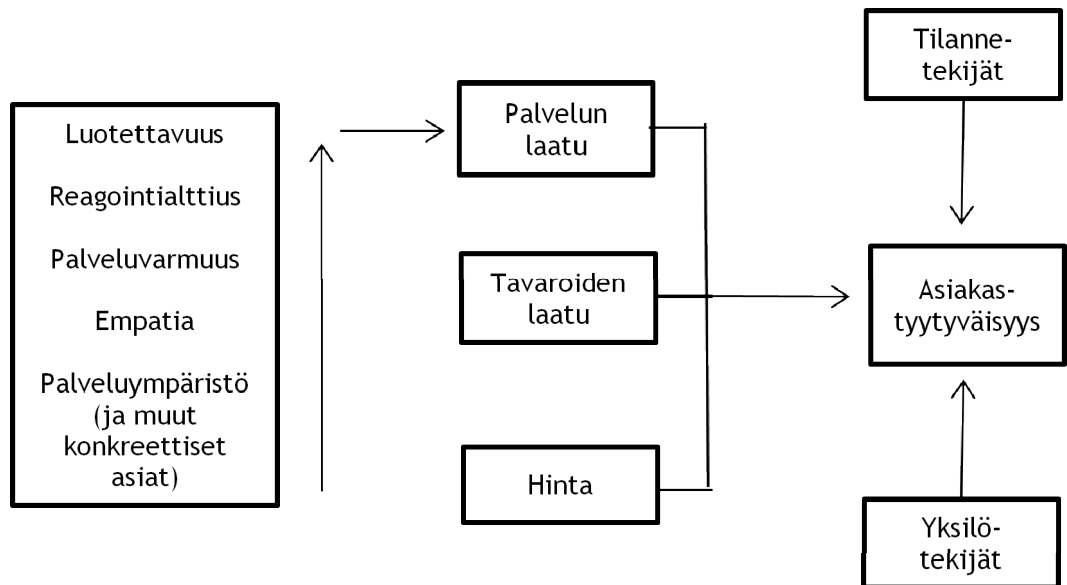 Luotettavuus
Reagointialttius
Palveluvarmuus
Empatia
Palveluympäristö
(ja muut
konkreettiset
asiat)
Palvelun
laatu
Tavaroiden
laatu
Hinta
Tilanne-
tekijät
Asiakas-
tyytyväisyys
Yksilö-
tekijät